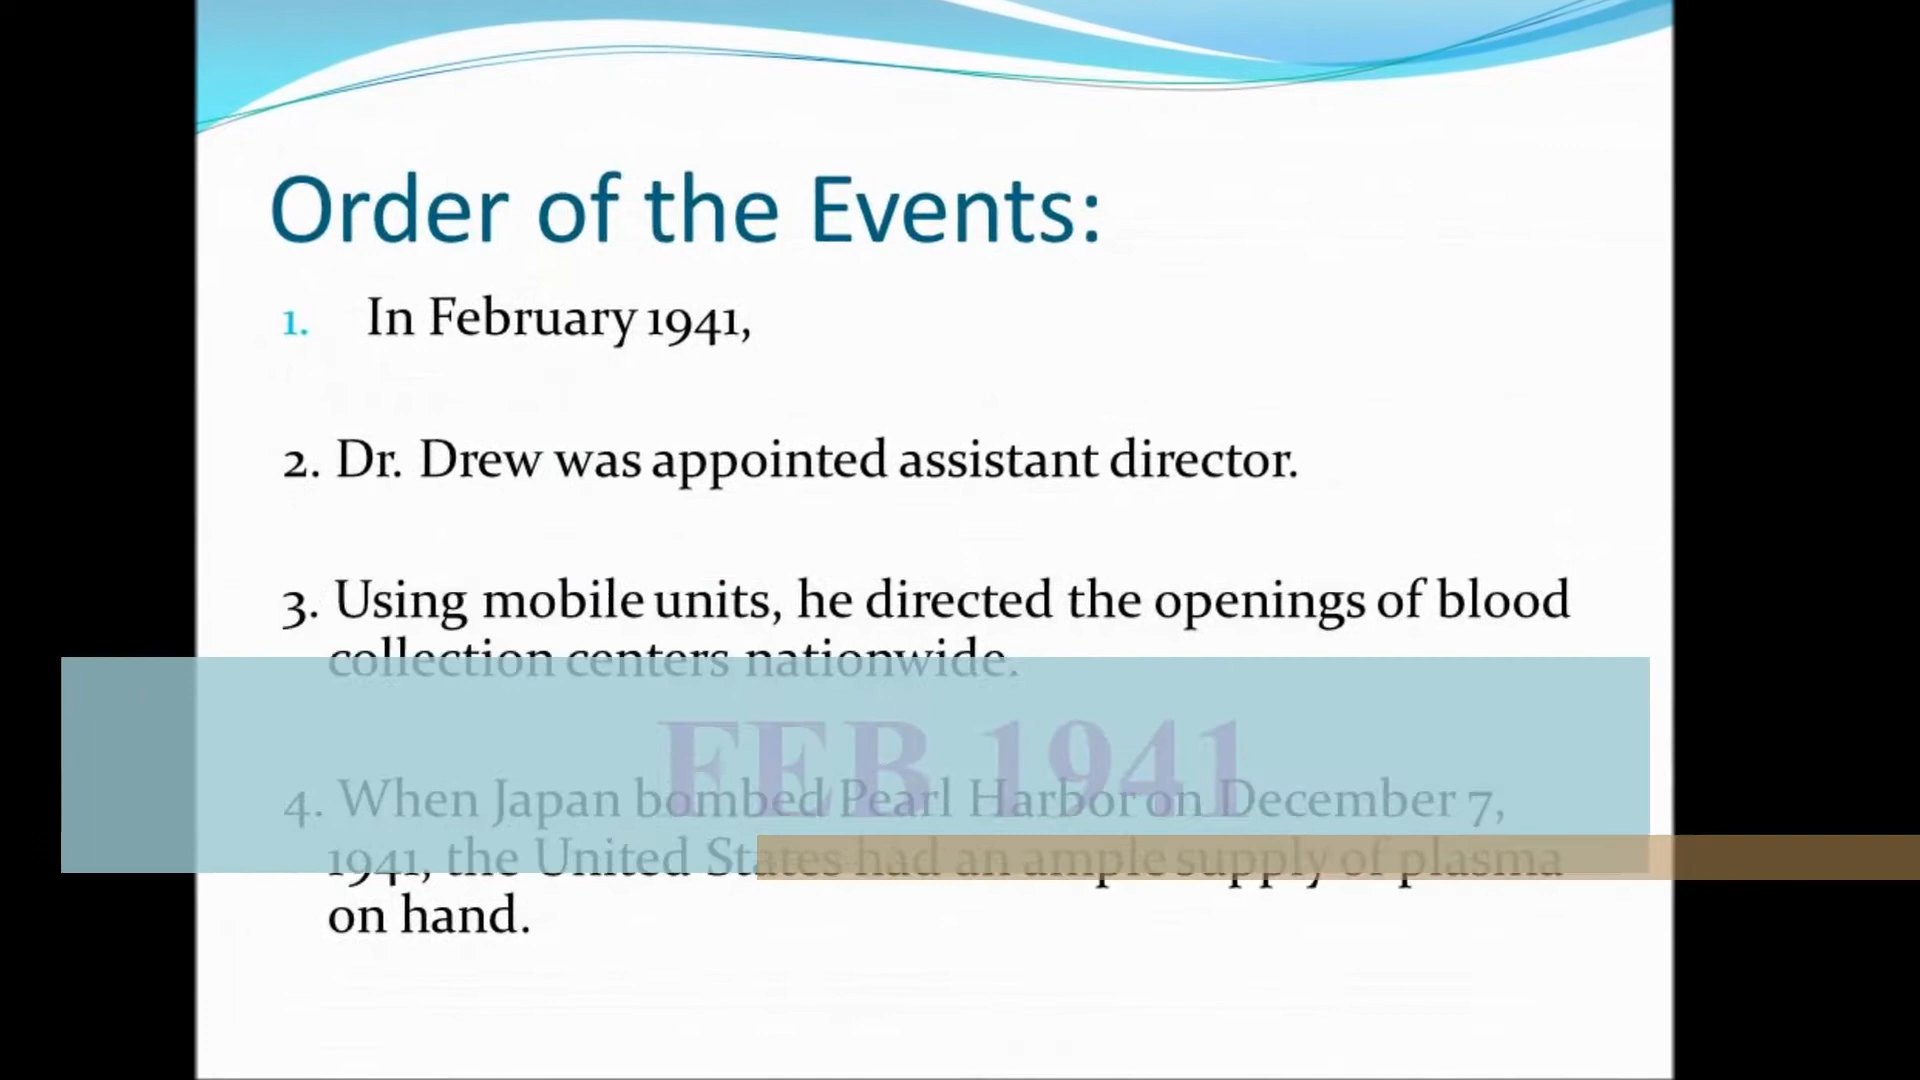 Order of the Events:
1. In February 1941,
2. Dr. Drew was appointed assistant director.
3. Using mobile units, he directed the openings of blood
collection centers nationwide.
FEB 1941
4. When Japan bombed Pearl Harbor on December 7,
1941, the United States had an ample supply of plasma
on hand.